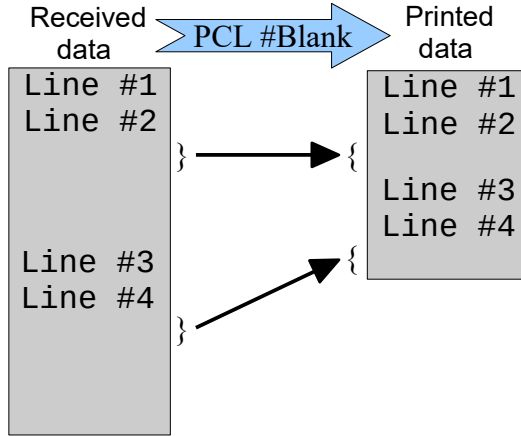 Received
data
PCL #Blank
Printed
data
Line #1
Line #2
}
Line #3
Line #4
}
Line #1
Line #2
{
Line #3
Line #4
{